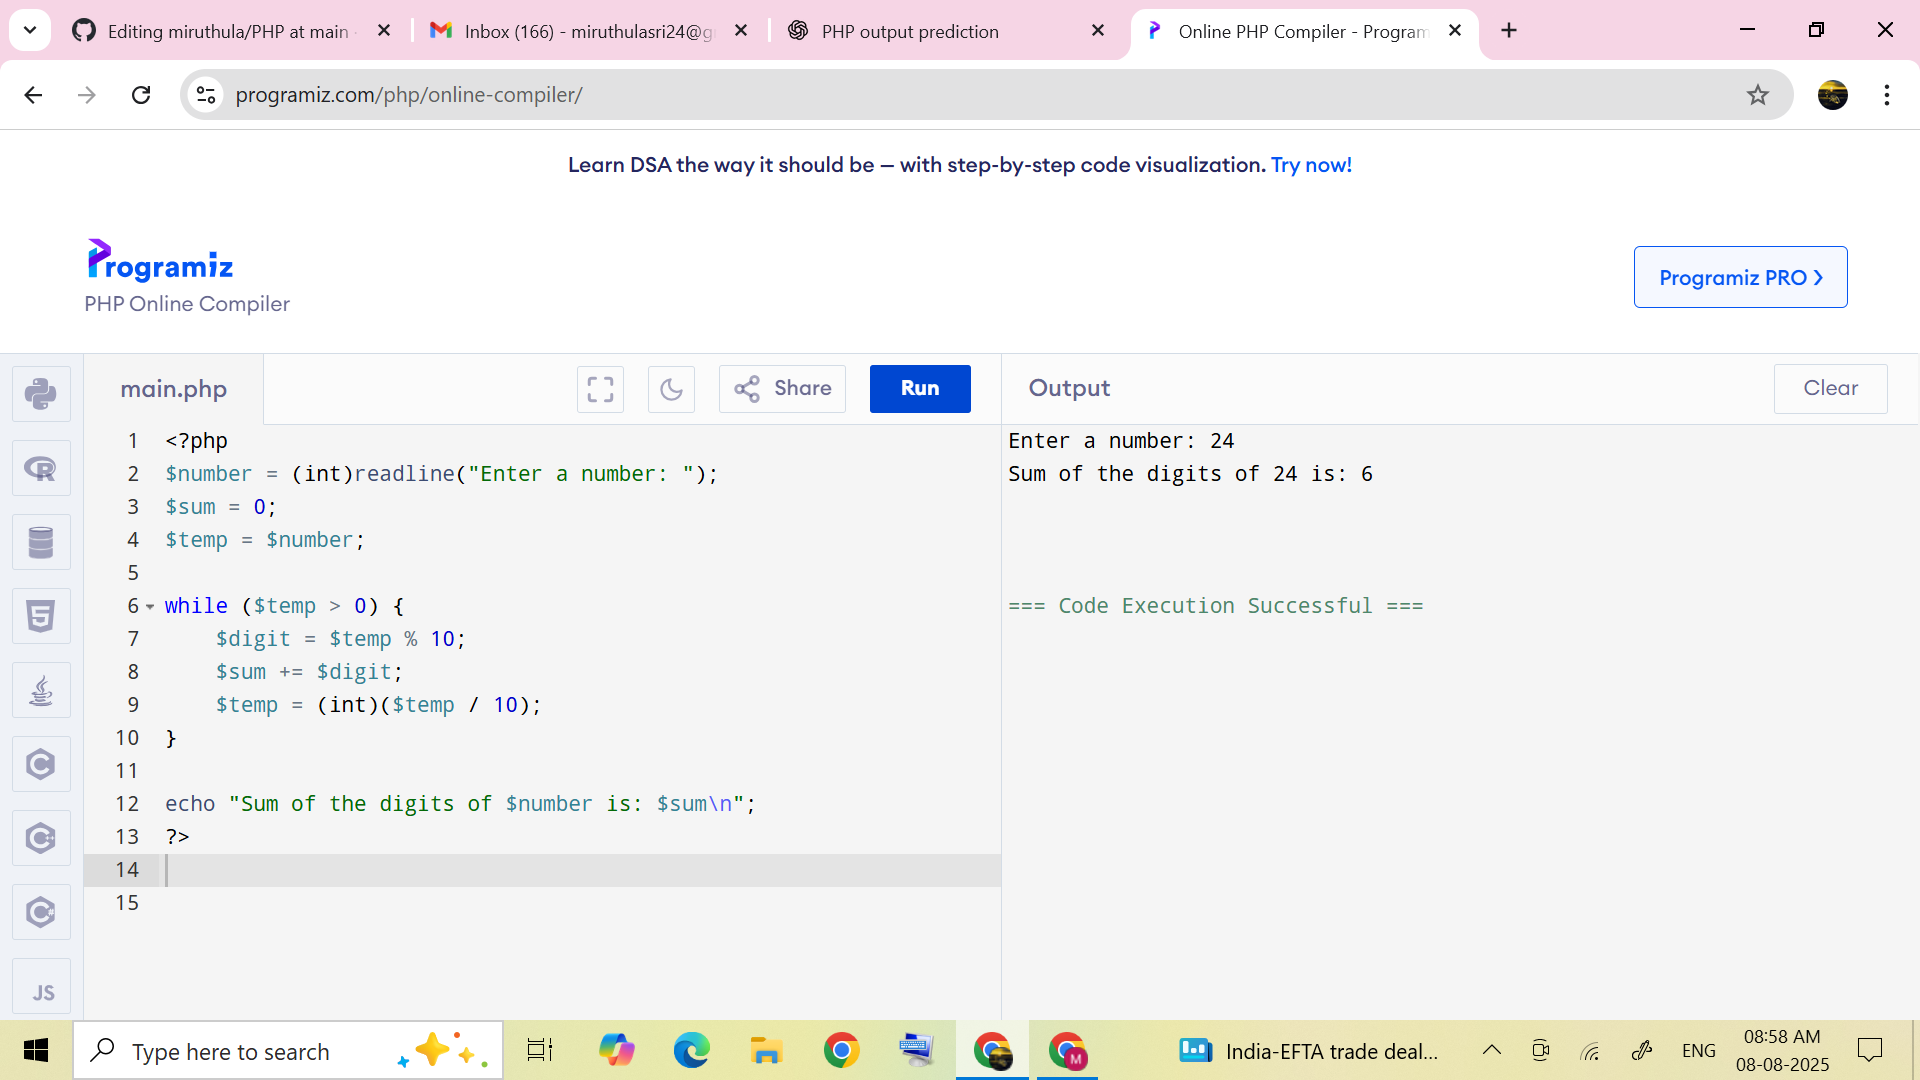 Editing miruthula/PHP at main
Inbox (166) - miruthulasri24@g
PHP output prediction
Online PHP Compiler - Program
programiz.com/php/online-compiler/
Learn DSA the way it should be — with step-by-step code visualization. Try now!
Programiz
PHP Online Compiler
Programiz PRO ›
main.php
Share
Run
Output
Clear
1 <?php
2 $number = (int)readline("Enter a number: ");
3 $sum = 0;
4 $temp = $number;
5
6 while ($temp > 0) {
7     $digit = $temp % 10;
8     $sum += $digit;
9     $temp = (int)($temp / 10);
10 }
11
12 echo "Sum of the digits of $number is: $sum\n";
13 ?>
14
15
Enter a number: 24
Sum of the digits of 24 is: 6
=== Code Execution Successful ===
R
5
C
C++
C#
JS
Type here to search
M
India-EFTA trade deal...
ENG
08:58 AM
08-08-2025